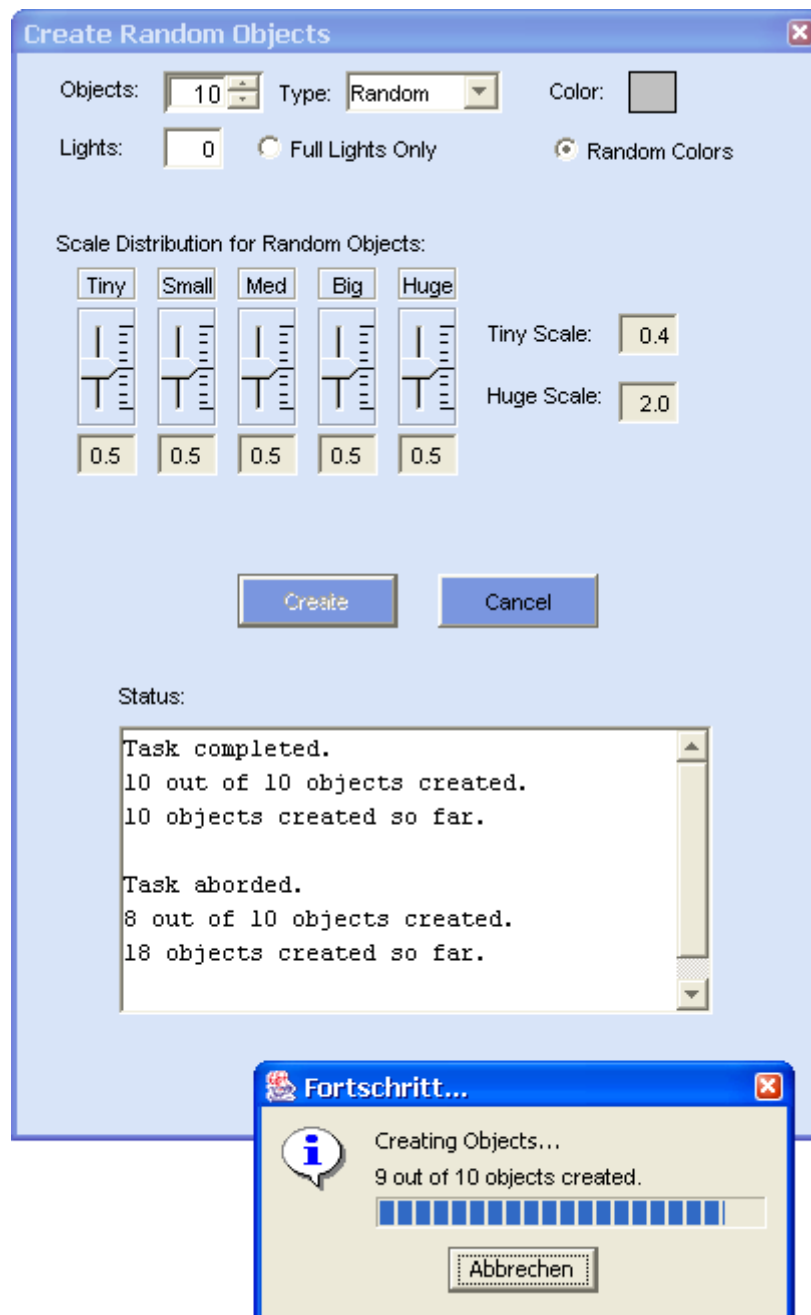 Create Random Objects
Objects: 10 Type: Random Color:
Lights: 0 Full Lights Only Random Colors
Scale Distribution for Random Objects:
Tiny Small Med Big Huge
Tiny Scale: 0.4
Huge Scale: 2.0
0.5 0.5 0.5 0.5 0.5
Create Cancel
Status:
Task completed.
10 out of 10 objects created.
10 objects created so far.
Task aborded.
8 out of 10 objects created.
18 objects created so far.
Fortschritt...
Creating Objects...
9 out of 10 objects created.
Abbrechen